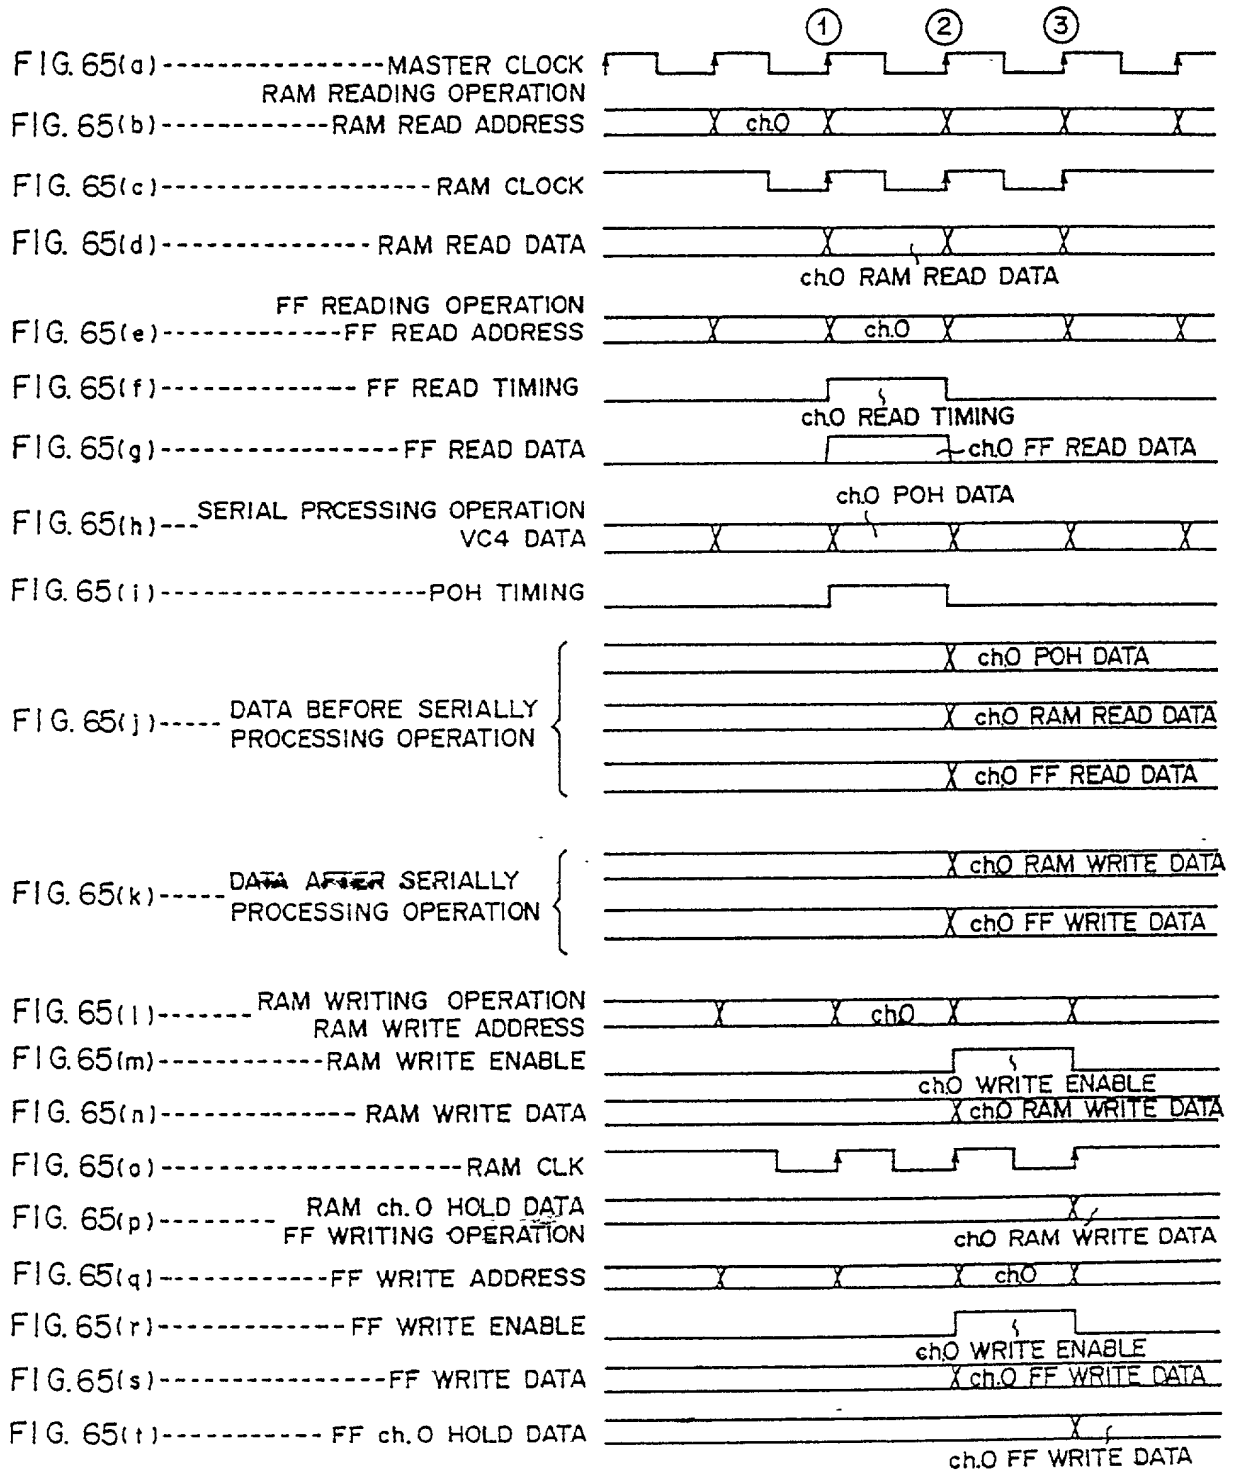 ① ② ③
FIG. 65(a) MASTER CLOCK
RAM READING OPERATION
FIG. 65(b) RAM READ ADDRESS ch.0
FIG. 65(c) RAM CLOCK
FIG. 65(d) RAM READ DATA
ch.0 RAM READ DATA
FF READING OPERATION
FIG. 65(e) FF READ ADDRESS ch.0
FIG. 65(f) FF READ TIMING
ch.0 READ TIMING
FIG. 65(g) FF READ DATA ch.0 FF READ DATA
ch.0 POH DATA
SERIAL PRCESSING OPERATION
FIG. 65(h) VC4 DATA
FIG. 65(i) POH TIMING
ch.0 POH DATA
FIG. 65(j) DATA BEFORE SERIALLY PROCESSING OPERATION
ch.0 RAM READ DATA
ch.0 FF READ DATA
ch.0 RAM WRITE DATA
FIG. 65(k) DATA AFTER SERIALLY PROCESSING OPERATION
ch.0 FF WRITE DATA
RAM WRITING OPERATION
FIG. 65(l) RAM WRITE ADDRESS ch.0
FIG. 65(m) RAM WRITE ENABLE
ch.0 WRITE ENABLE
FIG. 65(n) RAM WRITE DATA ch.0 RAM WRITE DATA
FIG. 65(o) RAM CLK
FIG. 65(p) RAM ch.0 HOLD DATA
FF WRITING OPERATION
ch.0 RAM WRITE DATA
FIG. 65(q) FF WRITE ADDRESS ch.0
FIG. 65(r) FF WRITE ENABLE
ch.0 WRITE ENABLE
FIG. 65(s) FF WRITE DATA ch.0 FF WRITE DATA
FIG. 65(t) FF ch.0 HOLD DATA
ch.0 FF WRITE DATA